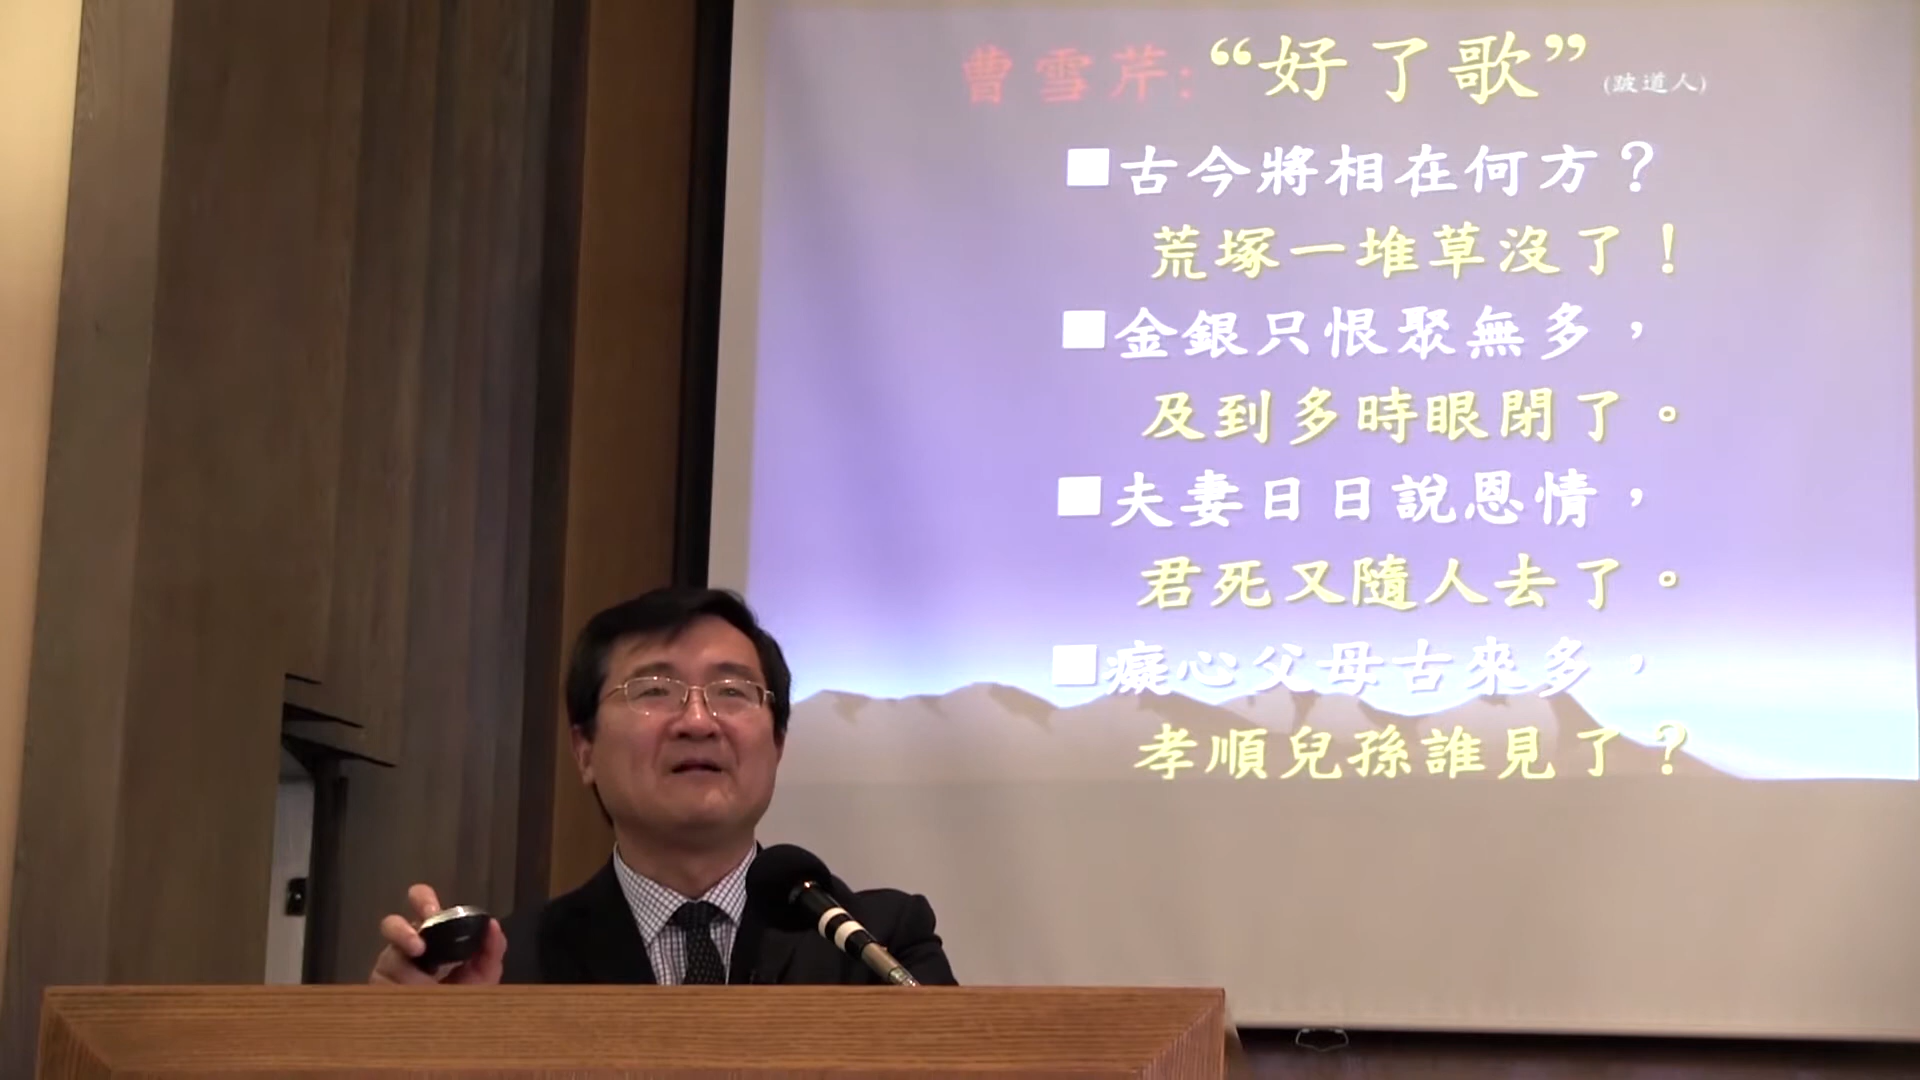 曹雪芹:“好了歌”(跛道人)
■古今將相在何方？
荒塚一堆草沒了！
■金銀只恨聚無多，
及到多時眼閉了。
■夫妻日日說恩情，
君死又隨人去了。
■癡心父母古來多，
孝順兒孫誰見了？